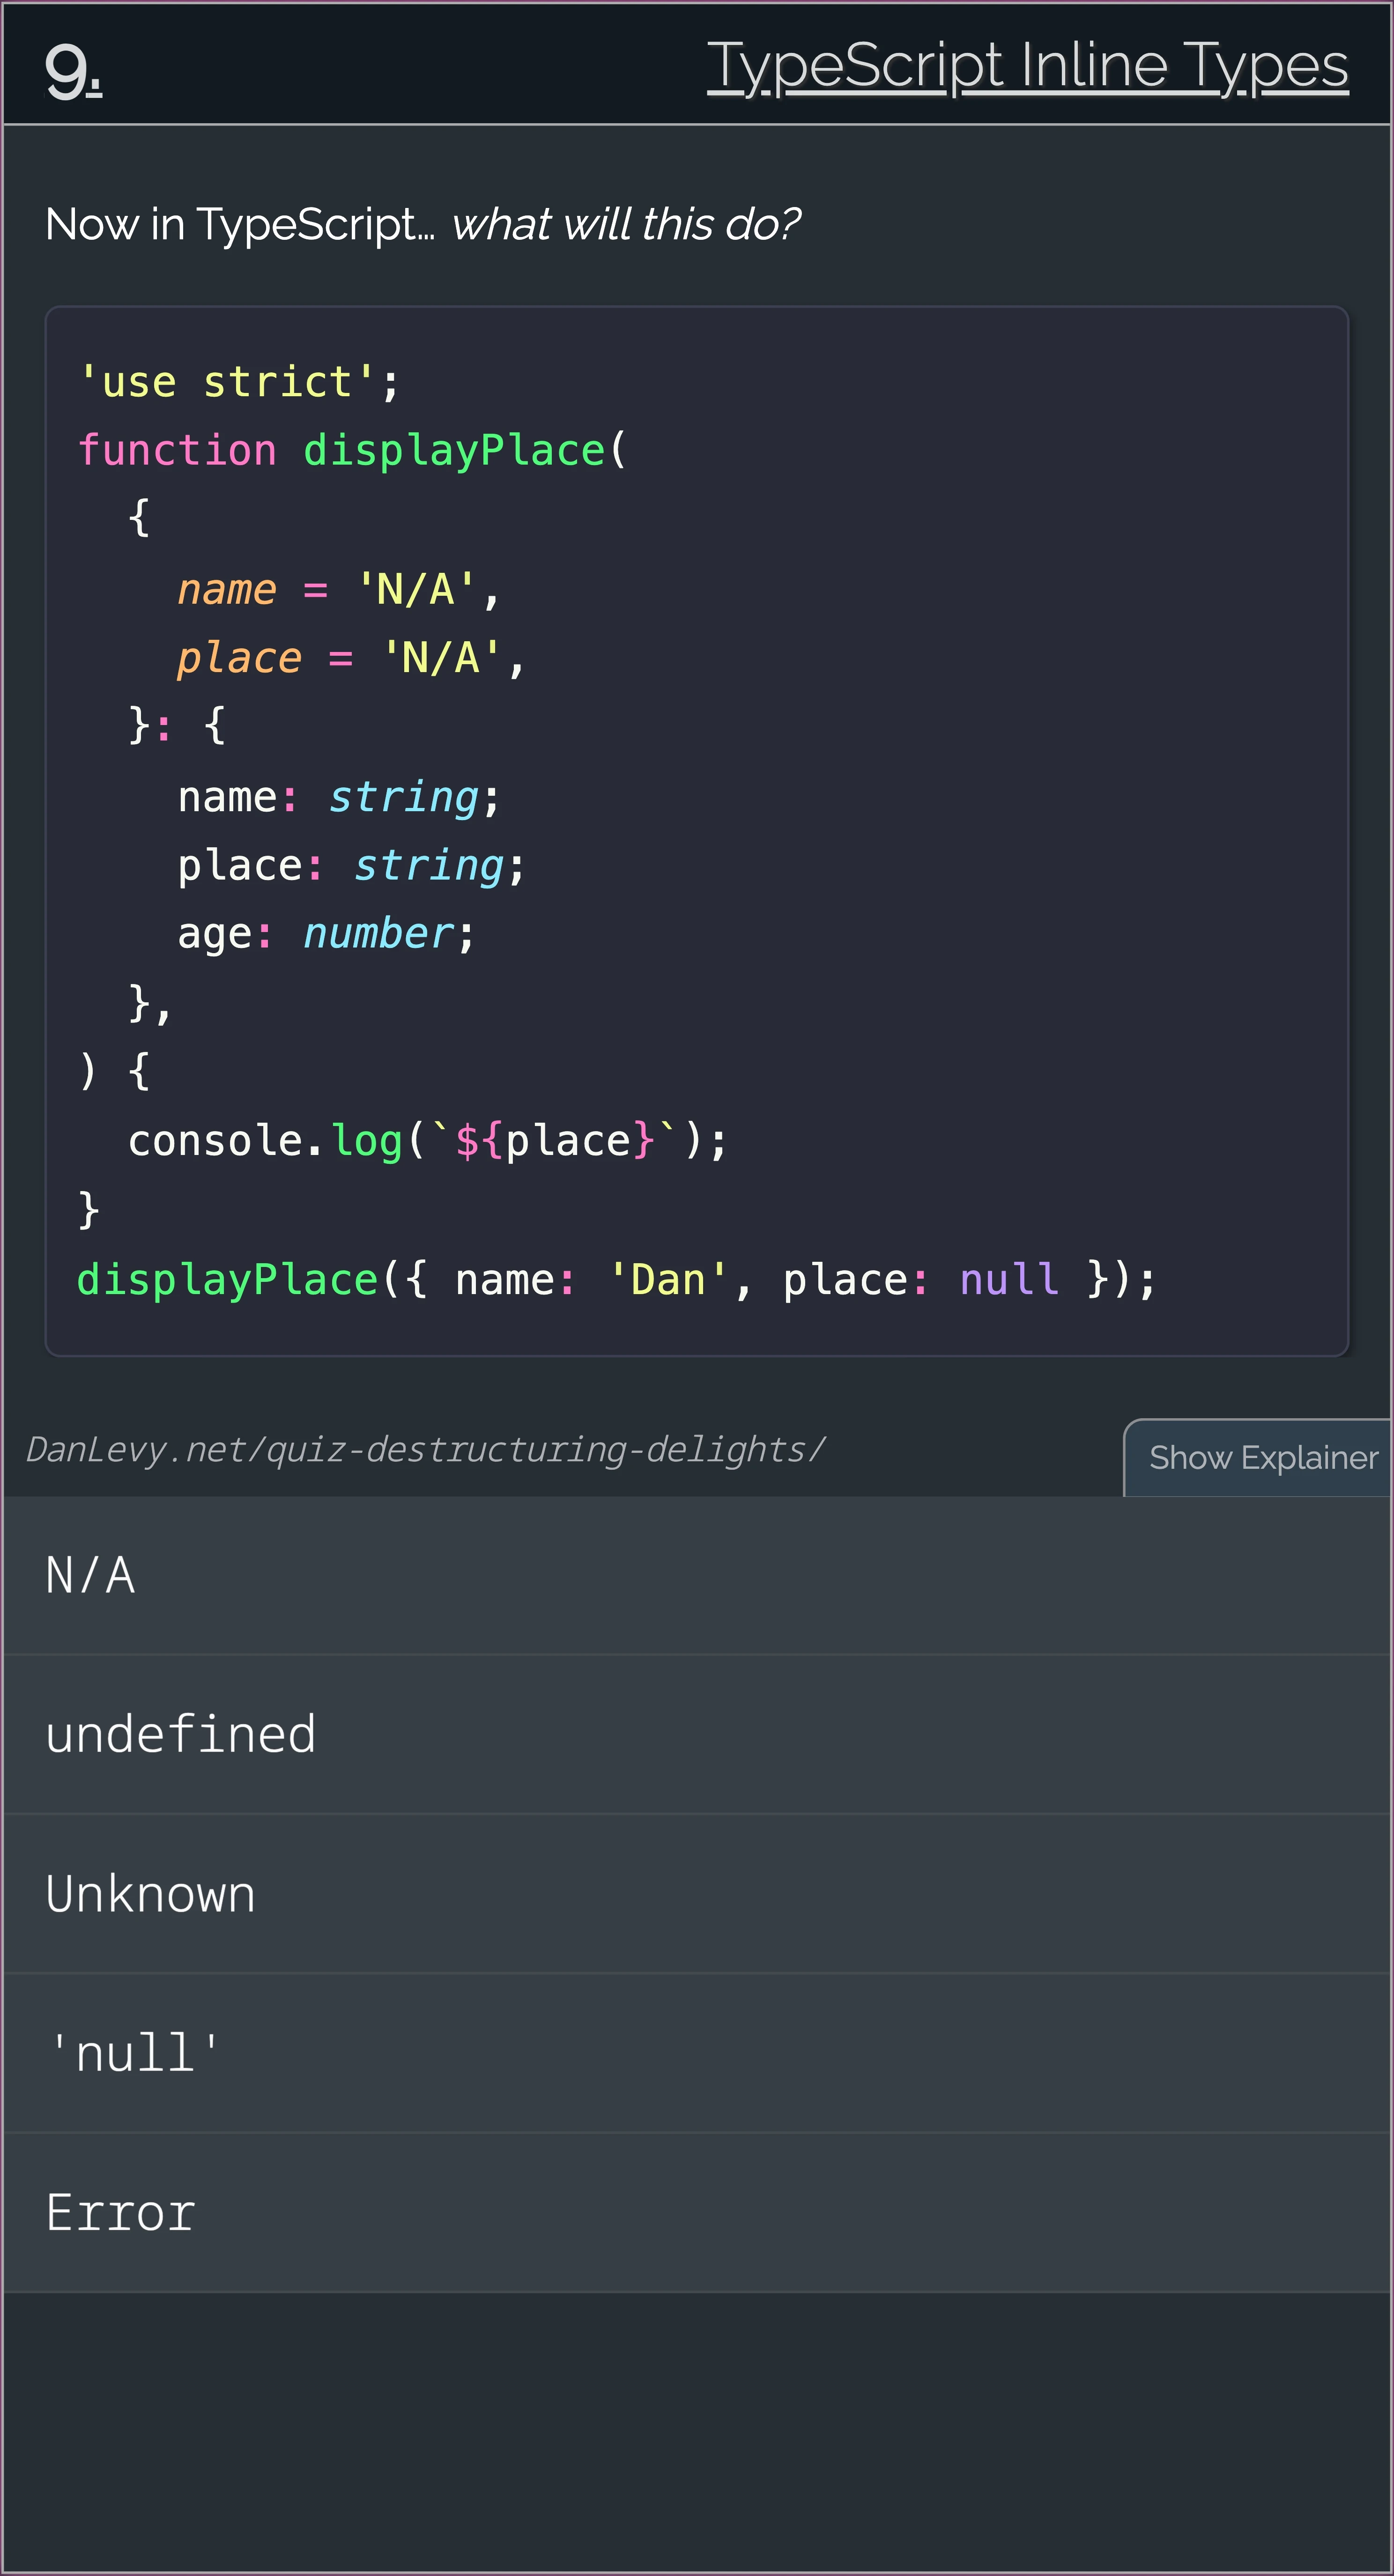 9.
TypeScript Inline Types
Now in TypeScript… what will this do?
'use strict';
function displayPlace(
  {
    name = 'N/A',
    place = 'N/A',
  }: {
    name: string;
    place: string;
    age: number;
  },
) {
  console.log(`${place}`);
}
displayPlace({ name: 'Dan', place: null });
DanLevy.net/quiz-destructuring-delights/
Show Explainer
N/A
undefined
Unknown
'null'
Error